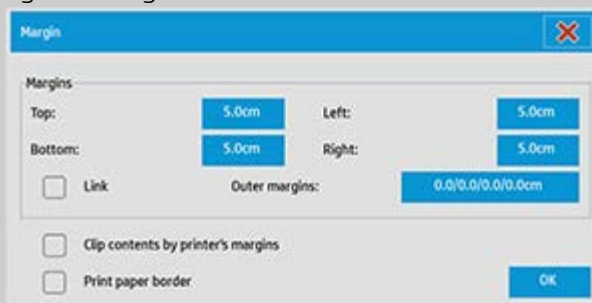 Margin
Margins
Top: 5.0cm Left: 5.0cm
Bottom: 5.0cm Right: 5.0cm
Link Outer margins: 0.0/0.0/0.0/0.0cm
Clip contents by printer's margins
Print paper border OK